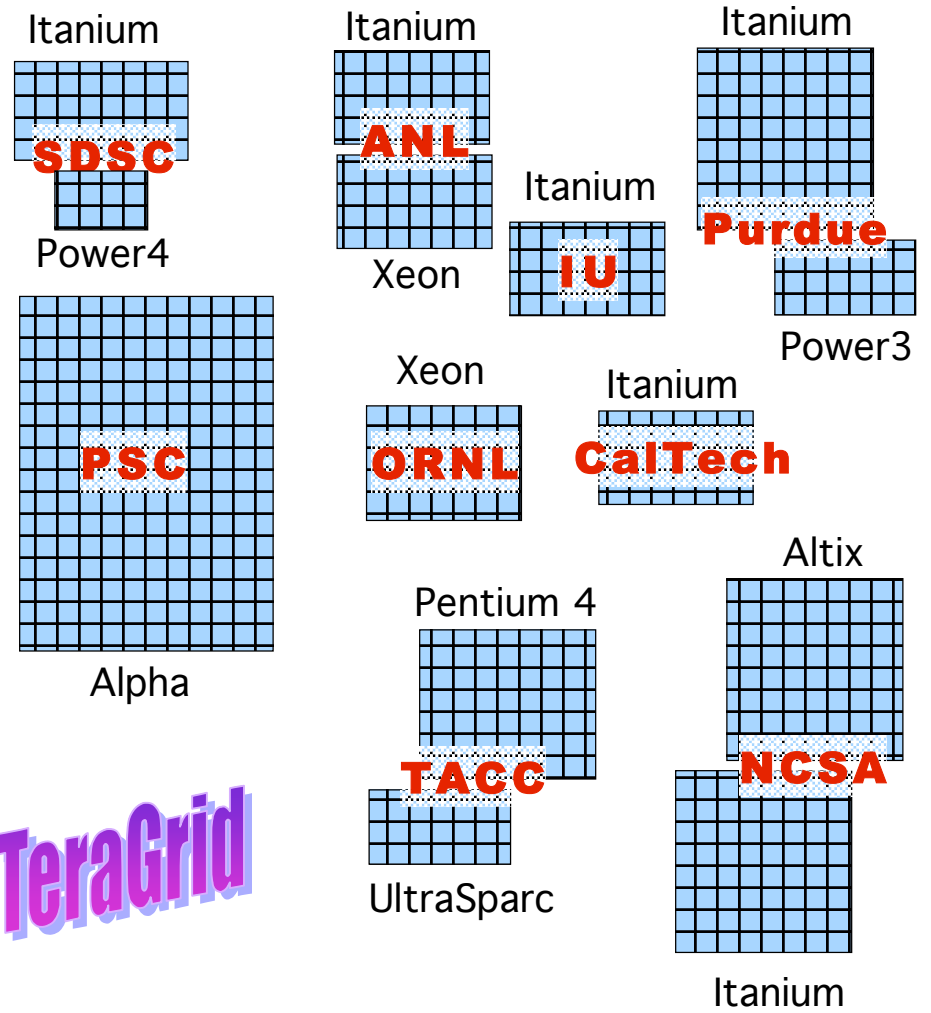 Itanium
SDSC
Power4
Itanium
ANL
Xeon
Itanium
IU
Itanium
Purdue
Power3
PSC
Alpha
Xeon
ORNL
Itanium
CalTech
Pentium 4
TACC
UltraSparc
Altix
NCSA
Itanium
TeraGrid